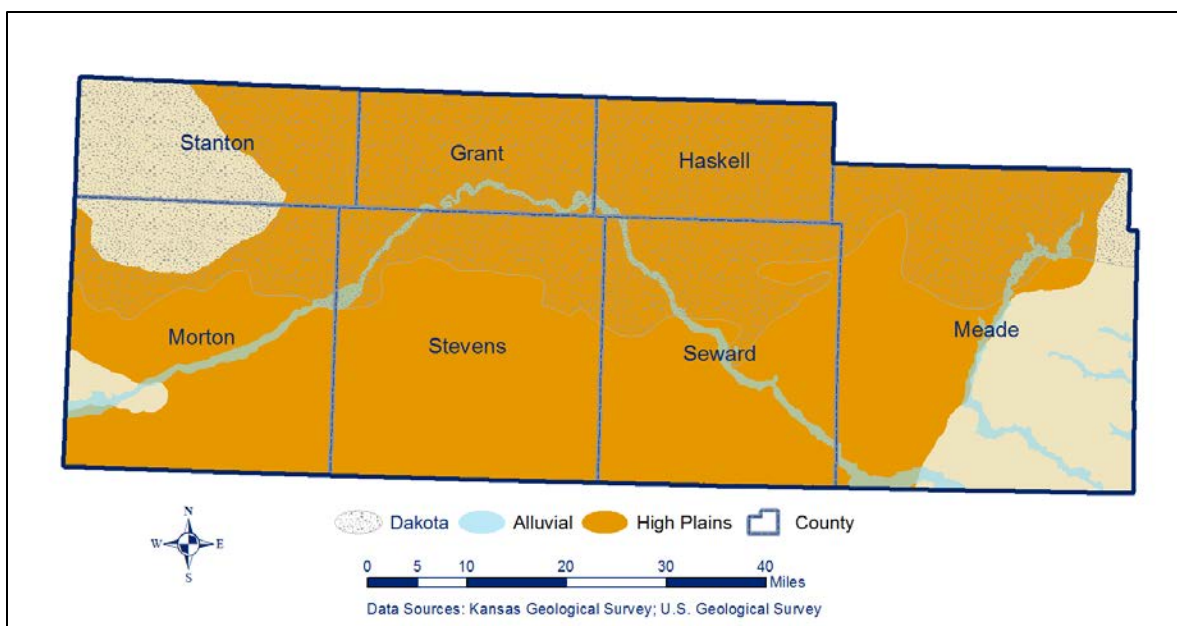 Stanton
Grant
Haskell
Morton
Stevens
Seward
Meade
N
W E
S
Dakota Alluvial High Plains County
0 5 10 20 30 40
Miles
Data Sources: Kansas Geological Survey; U.S. Geological Survey